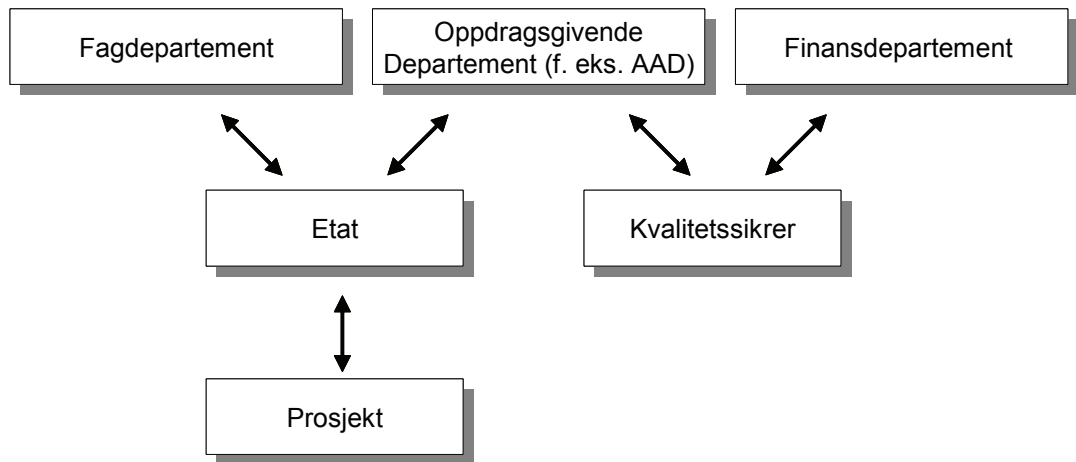 Fagdepartement
Oppdragsgivende
Departement (f. eks. AAD)
Finansdepartement
Etat
Kvalitetssikrer
Prosjekt